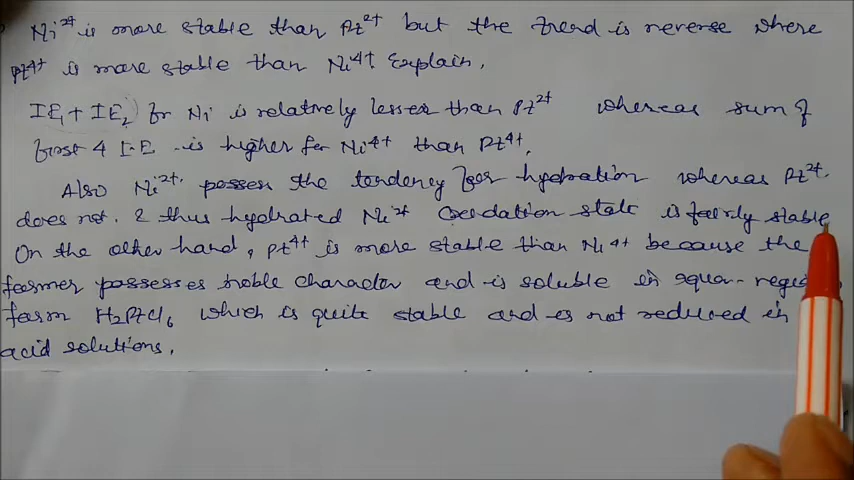 Ni2+ is more stable than Pt2+ but the trend is reverse where
Pt4+ is more stable than Ni4+. Explain.
IE1 + IE2 for Ni is relatively lesser than Pt2+ whereas sum of
first 4 I.E is higher for Ni4+ than Pt4+.
Also Ni2+ possess the tendency for hydration whereas Pt2+
does not. & thus hydrated Ni2+ Oxidation state is fairly stable
On the other hand, Pt4+ is more stable than Ni4+ because the
former possesses noble character and is soluble in aqua-regia
form H2PtCl6 which is quite stable and is not reduced in
acid solutions.